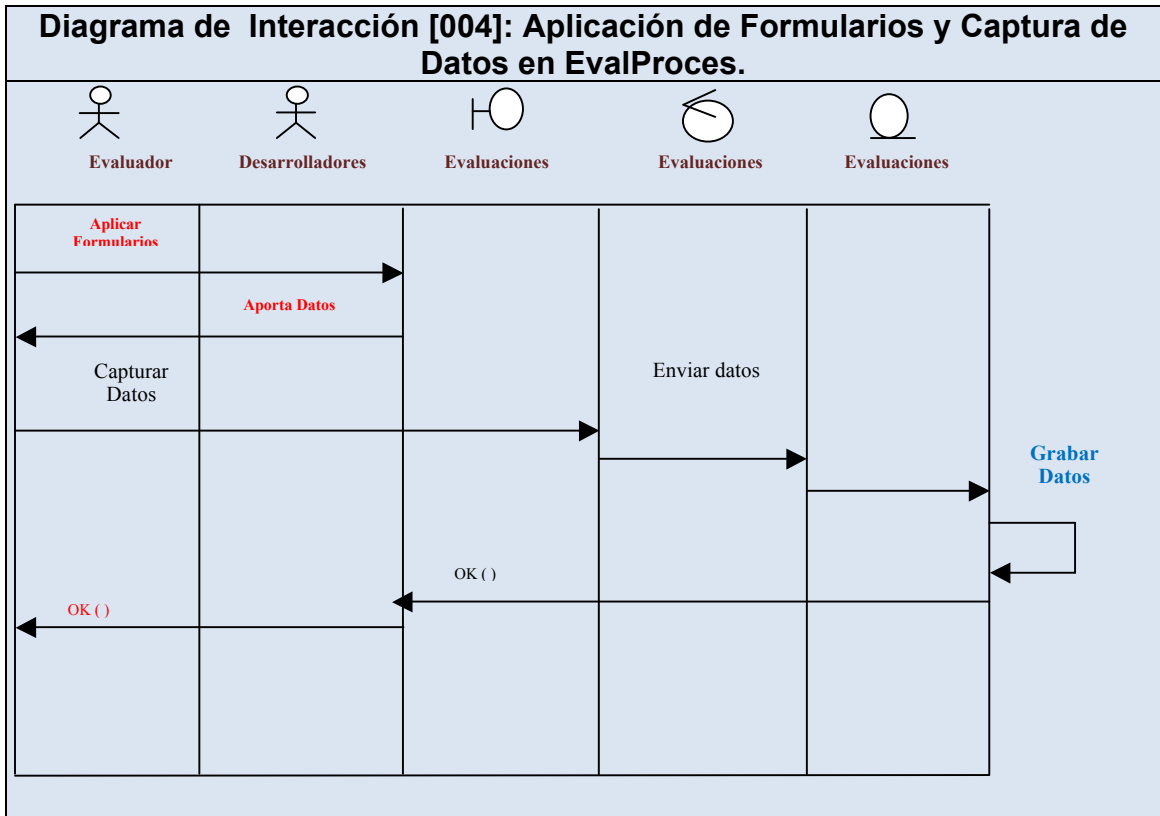 Diagrama de Interacción [004]: Aplicación de Formularios y Captura de
Datos en EvalProces.
Evaluador
Desarrolladores
Evaluaciones
Evaluaciones
Evaluaciones
Aplicar
Formularios
Aporta Datos
Capturar
Datos
Enviar datos
Grabar
Datos
OK ( )
OK ( )